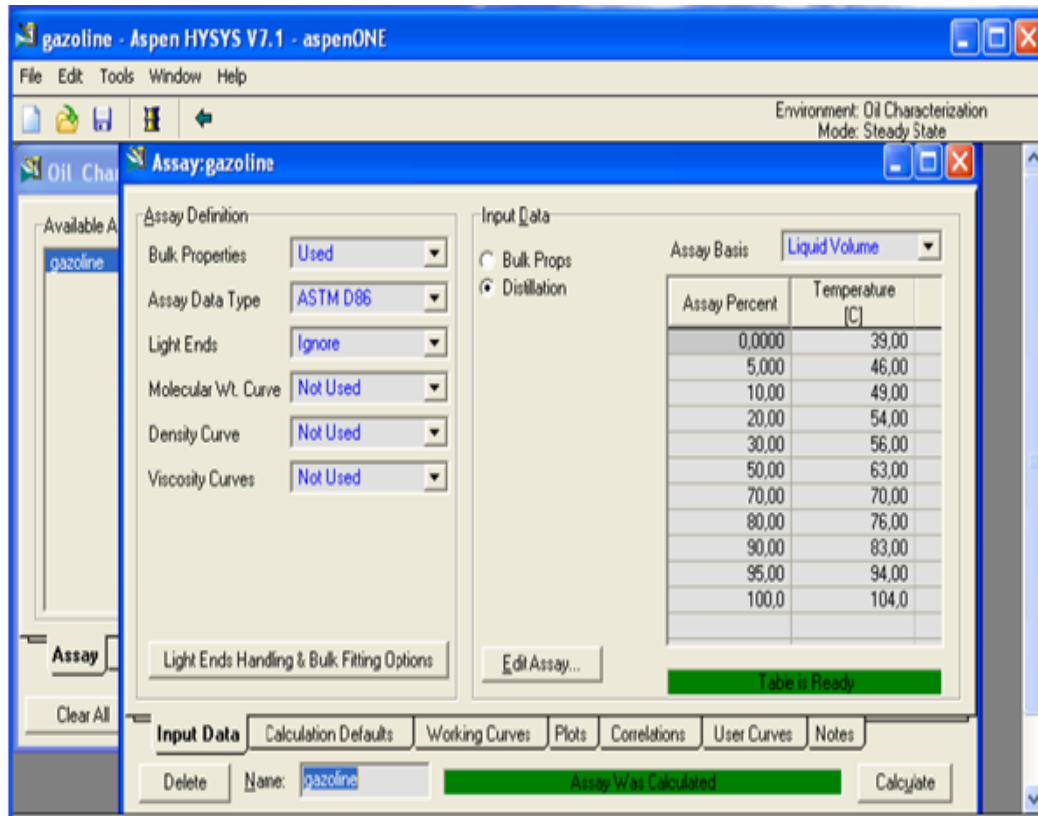 gazoline - Aspen HYSYS V7.1 - aspenONE
File Edit Tools Window Help
Environment: Oil Characterization
Mode: Steady State
Oil Cha
Assay:gazoline
Available A
gazoline
Assay Definition
Bulk Properties Used
Assay Data Type ASTM D86
Light Ends Ignore
Molecular Wt. Curve Not Used
Density Curve Not Used
Viscosity Curves Not Used
Light Ends Handling & Bulk Fitting Options
Input Data
Bulk Props
Distillation
Assay Basis Liquid Volume
Assay Percent Temperature
[C]
0,0000 39,00
5,000 46,00
10,00 49,00
20,00 54,00
30,00 56,00
50,00 63,00
70,00 70,00
80,00 76,00
90,00 83,00
95,00 94,00
100,0 104,0
Edit Assay...
Table is Ready
Assay
Clear All
Input Data Calculation Defaults Working Curves Plots Correlations User Curves Notes
Delete Name: gazoline Assay Was Calculated Calculate